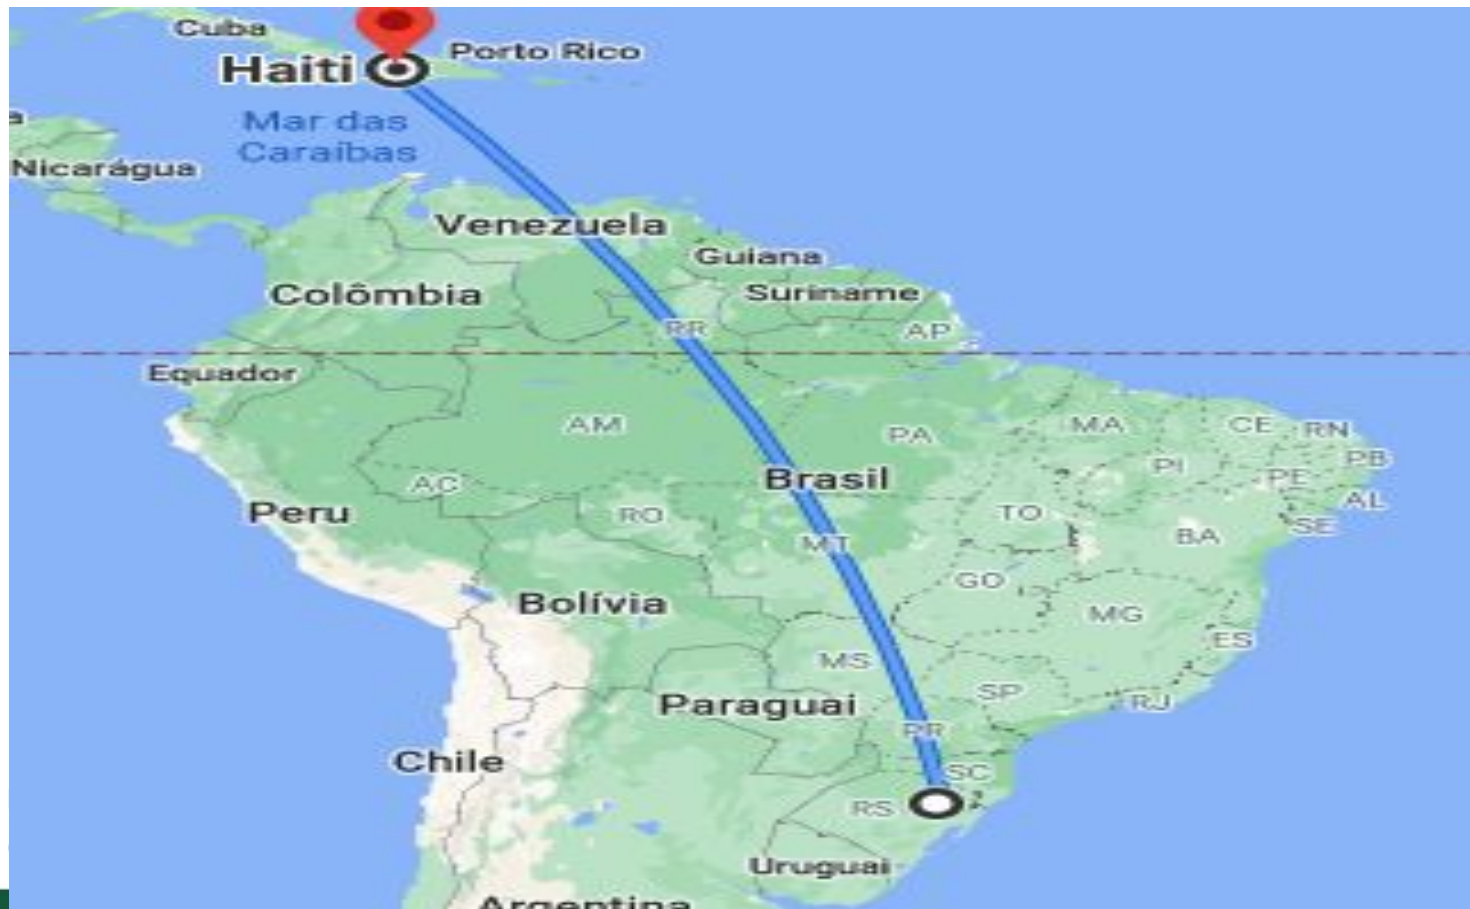 Cuba
Porto Rico
Haiti
Mar das
Caraíbas
Nicarágua
Venezuela
Guiana
Colômbia
Suriname
RR
AP
Equador
AM
PA
MA
CE
RN
PI
PB
PE
Brasil
AC
AL
Peru
RO
TO
SE
BA
MT
GO
Bolívia
MG
ES
MS
SP
Paraguai
RJ
PR
Chile
SC
RS
Uruguai
Argentina